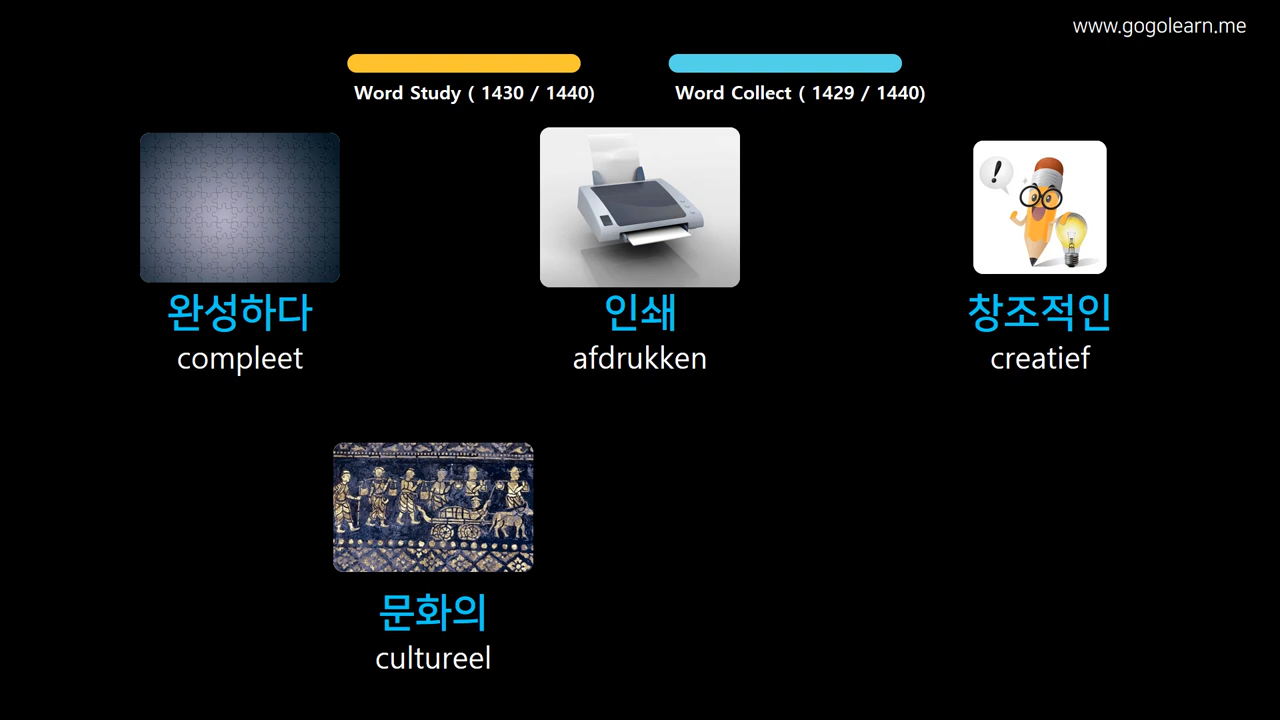 www.gogolearn.me
Word Study ( 1430 / 1440)
Word Collect ( 1429 / 1440)
완성하다
compleet
인쇄
afdrukken
!
창조적인
creatief
문화의
cultureel